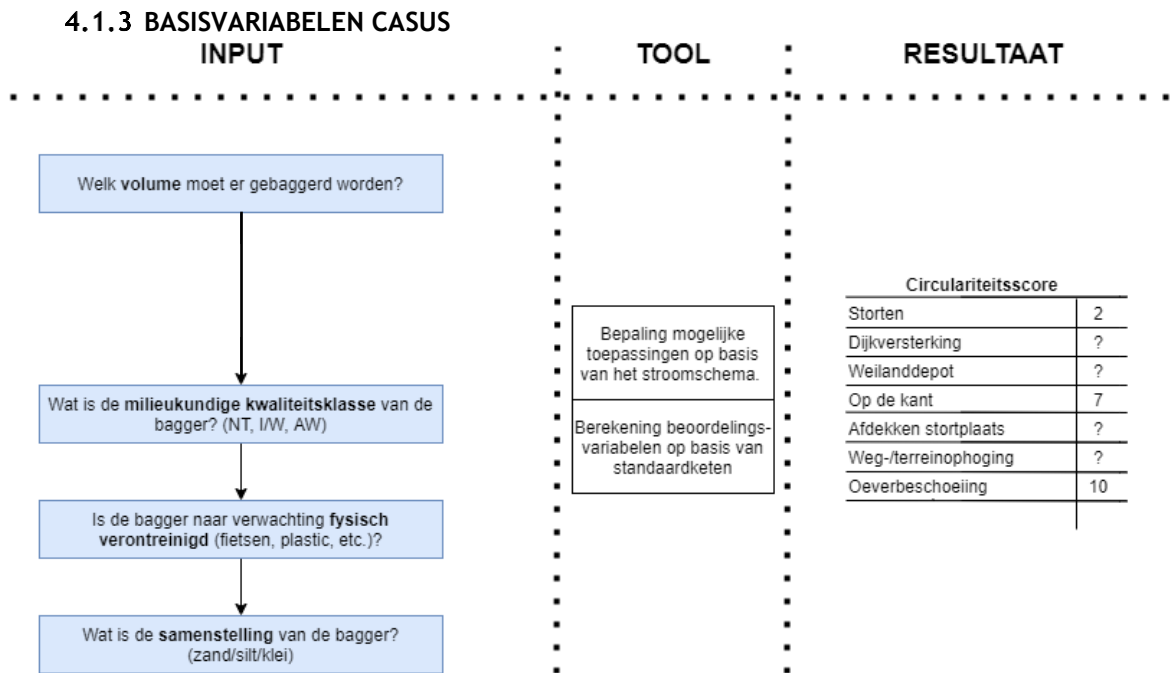 4.1.3 BASISVARIABELEN CASUS
INPUT
TOOL
RESULTAAT
Welk volume moet er gebaggerd worden?
Wat is de milieukundige kwaliteitsklasse van de
bagger? (NT, I/W, AW)
Is de bagger naar verwachting fysisch
verontreinigd (fietsen, plastic, etc.)?
Wat is de samenstelling van de bagger?
(zand/silt/klei)
Bepaling mogelijke
toepassingen op basis
van het stroomschema.
Berekening beoordelings-
variabelen op basis van
standaardketen
Circulariteitsscore
Storten 2
Dijkversterking ?
Weilanddepot ?
Op de kant 7
Afdekken stortplaats ?
Weg-/terreinophoging ?
Oeverbeschoeiing 10